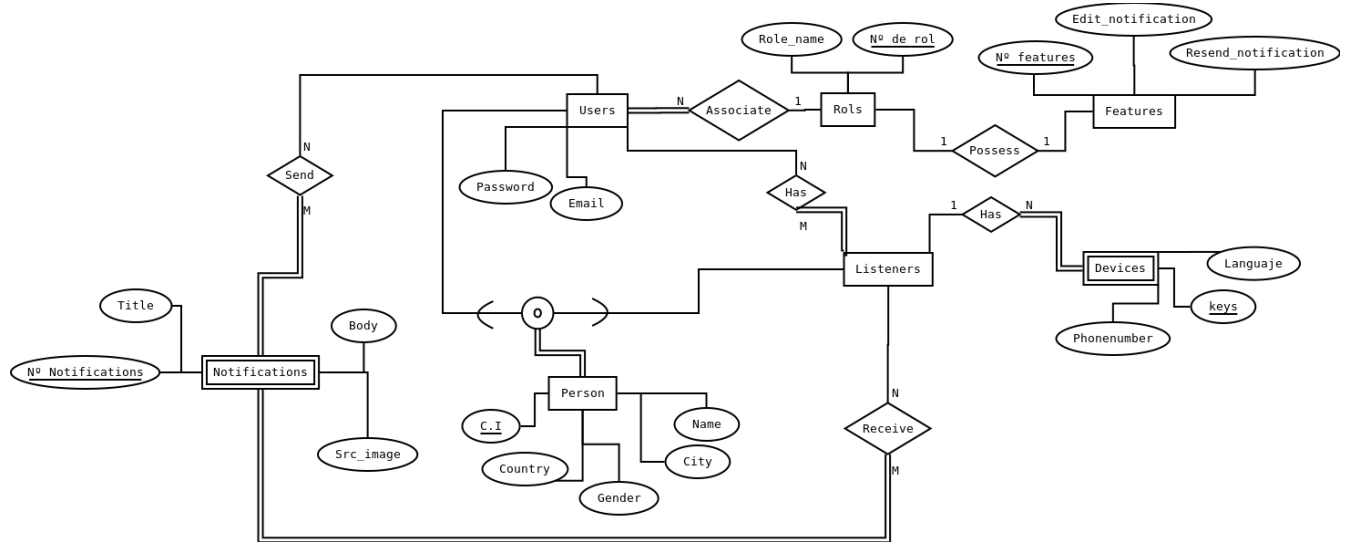 Edit_notification
Role_name
Nº de rol
Nº features
Resend_notification
Users
N
Associate
1
Rols
Features
1
Possess
1
N
Send
M
Password
Email
N
Has
M
1
Has
N
Listeners
Devices
Languaje
keys
Phonenumber
Title
Body
O
Nº Notifications
Notifications
Src_image
Person
C.I
Name
Country
City
Gender
N
Receive
M